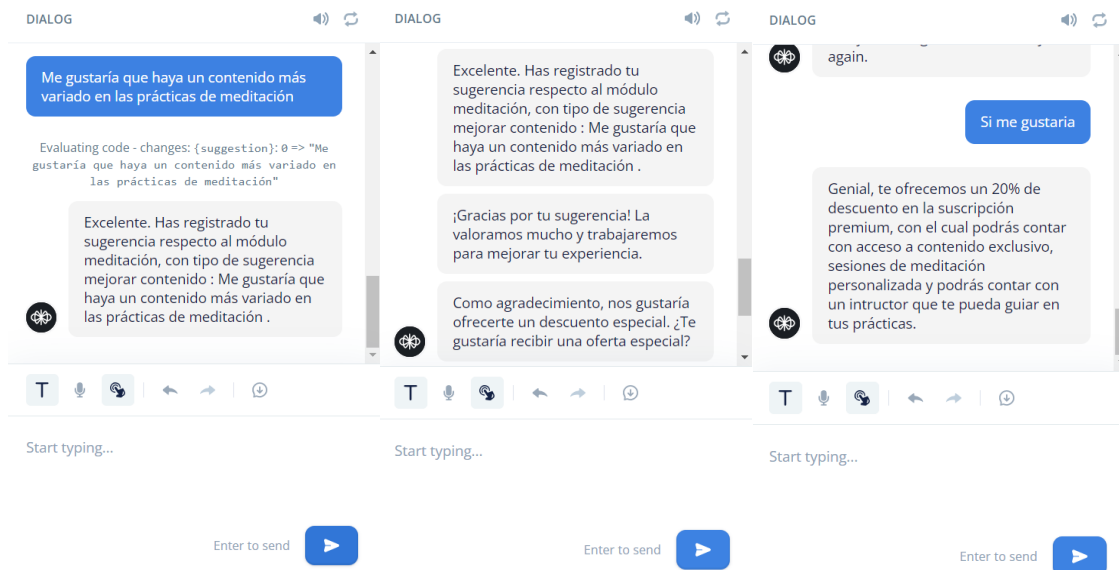 DIALOG
Me gustaría que haya un contenido más
variado en las prácticas de meditación
Evaluating code - changes: {suggestion}: 0 => "Me
gustaría que haya un contenido más variado en
las prácticas de meditación"
Excelente. Has registrado tu
sugerencia respecto al módulo
meditación, con tipo de sugerencia
mejorar contenido : Me gustaría que
haya un contenido más variado en
las prácticas de meditación .
T
Start typing...
Enter to send
DIALOG
Excelente. Has registrado tu
sugerencia respecto al módulo
meditación, con tipo de sugerencia
mejorar contenido : Me gustaría que
haya un contenido más variado en
las prácticas de meditación .
¡Gracias por tu sugerencia! La
valoramos mucho y trabajaremos
para mejorar tu experiencia.
Como agradecimiento, nos gustaría
ofrecerte un descuento especial. ¿Te
gustaría recibir una oferta especial?
T
Start typing...
Enter to send
DIALOG
again.
Si me gustaria
Genial, te ofrecemos un 20% de
descuento en la suscripción
premium, con el cual podrás contar
con acceso a contenido exclusivo,
sesiones de meditación
personalizada y podrás contar con
un intructor que te pueda guiar en
tus prácticas.
T
Start typing...
Enter to send